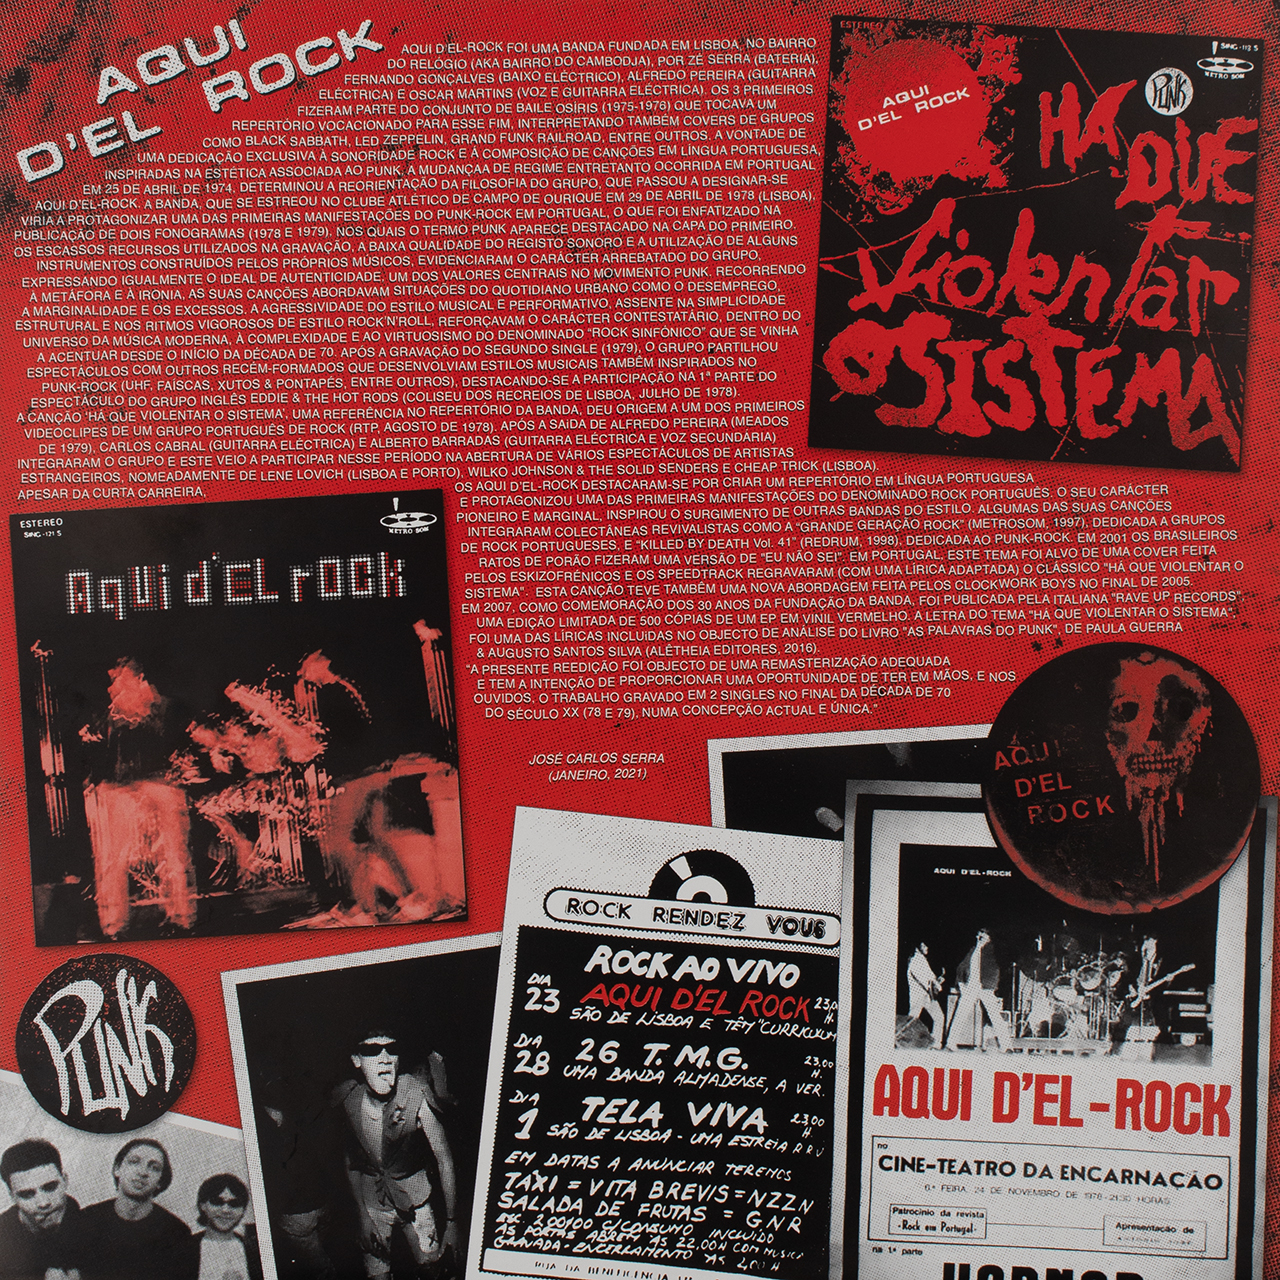 AQUI
D'EL ROCK
AQUI D'EL-ROCK FOI UMA BANDA FUNDADA EM LISBOA, NO BAIRRO
DO RELÓGIO (AKA BAIRRO DO CAMBODJA), POR ZÉ SERRA (BATERIA),
FERNANDO GONÇALVES (BAIXO ELÉCTRICO), ALFREDO PEREIRA (GUITARRA
ELÉCTRICA) E OSCAR MARTINS (VOZ E GUITARRA ELÉCTRICA). OS 3 PRIMEIROS
FIZERAM PARTE DO CONJUNTO DE BAILE OSÍRIS (1975-1976) QUE TOCAVA UM
REPERTÓRIO VOCACIONADO PARA ESSE FIM, INTERPRETANDO TAMBÉM COVERS DE GRUPOS
COMO BLACK SABBATH, LED ZEPPELIN, GRAND FUNK RAILROAD, ENTRE OUTROS. A VONTADE DE
UMA DEDICAÇÃO EXCLUSIVA À SONORIDADE ROCK E À COMPOSIÇÃO DE CANÇÕES EM LÍNGUA PORTUGUESA,
INSPIRADAS NA ESTÉTICA ASSOCIADA AO PUNK, A MUDANÇAA DE REGIME ENTRETANTO OCORRIDA EM PORTUGAL,
EM 25 DE ABRIL DE 1974, DETERMINOU A REORIENTAÇÃO DA FILOSOFIA DO GRUPO, QUE PASSOU A DESIGNAR-SE
AQUI D'EL-ROCK. A BANDA, QUE SE ESTREOU NO CLUBE ATLÉTICO DE CAMPO DE OURIQUE EM 29 DE ABRIL DE 1978 (LISBOA),
VIRIA A PROTAGONIZAR UMA DAS PRIMEIRAS MANIFESTAÇÕES DO PUNK-ROCK EM PORTUGAL, O QUE FOI ENFATIZADO NA
PUBLICAÇÃO DE DOIS FONOGRAMAS (1978 E 1979), NOS QUAIS O TERMO PUNK APARECE DESTACADO NA CAPA DO PRIMEIRO.
OS ESCASSOS RECURSOS UTILIZADOS NA GRAVAÇÃO, A BAIXA QUALIDADE DO REGISTO SONORO E A UTILIZAÇÃO DE ALGUNS
INSTRUMENTOS CONSTRUÍDOS PELOS PRÓPRIOS MÚSICOS, EVIDENCIARAM O CARÁCTER ARREBATADO DO GRUPO,
EXPRESSANDO IGUALMENTE O IDEAL DE AUTENTICIDADE, UM DOS VALORES CENTRAIS NO MOVIMENTO PUNK. RECORRENDO
À METÁFORA E À IRONIA, AS SUAS CANÇÕES ABORDAVAM SITUAÇÕES DO QUOTIDIANO URBANO COMO O DESEMPREGO,
A MARGINALIDADE E OS EXCESSOS. A AGRESSIVIDADE DO ESTILO MUSICAL E PERFORMATIVO, ASSENTE NA SIMPLICIDADE
ESTRUTURAL E NOS RITMOS VIGOROSOS DE ESTILO ROCK'N'ROLL, REFORÇAVAM O CARÁCTER CONTESTATÁRIO, DENTRO DO
UNIVERSO DA MÚSICA MODERNA, À COMPLEXIDADE E AO VIRTUOSISMO DO DENOMINADO “ROCK SINFÓNICO” QUE SE VINHA
A ACENTUAR DESDE O INÍCIO DA DÉCADA DE 70. APÓS A GRAVAÇÃO DO SEGUNDO SINGLE (1979), O GRUPO PARTILHOU
ESPECTÁCULOS COM OUTROS RECÉM-FORMADOS QUE DESENVOLVIAM ESTILOS MUSICAIS TAMBÉM INSPIRADOS NO
PUNK-ROCK (UHF, FAÍSCAS, XUTOS & PONTAPÉS, ENTRE OUTROS), DESTACANDO-SE A PARTICIPAÇÃO NA 1ª PARTE DO
ESPECTÁCULO DO GRUPO INGLÊS EDDIE & THE HOT RODS (COLISEU DOS RECREIOS DE LISBOA, JULHO DE 1978).
A CANÇÃO 'HÁ QUE VIOLENTAR O SISTEMA', UMA REFERÊNCIA NO REPERTÓRIO DA BANDA, DEU ORIGEM A UM DOS PRIMEIROS
VIDEOCLIPES DE UM GRUPO PORTUGUÊS DE ROCK (RTP, AGOSTO DE 1978). APÓS A SAÍDA DE ALFREDO PEREIRA (MEADOS
DE 1979), CARLOS CABRAL (GUITARRA ELÉCTRICA) E ALBERTO BARRADAS (GUITARRA ELÉCTRICA E VOZ SECUNDÁRIA)
INTEGRARAM O GRUPO E ESTE VEIO A PARTICIPAR NESSE PERÍODO NA ABERTURA DE VÁRIOS ESPECTÁCULOS DE ARTISTAS
ESTRANGEIROS, NOMEADAMENTE DE LENE LOVICH (LISBOA E PORTO), WILKO JOHNSON & THE SOLID SENDERS E CHEAP TRICK (LISBOA).
APESAR DA CURTA CARREIRA,
OS AQUI D'EL-ROCK DESTACARAM-SE POR CRIAR UM REPERTÓRIO EM LÍNGUA PORTUGUESA
E PROTAGONIZOU UMA DAS PRIMEIRAS MANIFESTAÇÕES DO DENOMINADO ROCK PORTUGUÊS. O SEU CARÁCTER
PIONEIRO E MARGINAL, INSPIROU O SURGIMENTO DE OUTRAS BANDAS DO ESTILO. ALGUMAS DAS SUAS CANÇÕES
INTEGRARAM COLECTÂNEAS REVIVALISTAS COMO A “GRANDE GERAÇÃO ROCK” (METROSOM, 1997), DEDICADA A GRUPOS
DE ROCK PORTUGUESES, E “KILLED BY DEATH Vol. 41” (REDRUM, 1998), DEDICADA AO PUNK-ROCK. EM 2001 OS BRASILEIROS
RATOS DE PORÃO FIZERAM UMA VERSÃO DE "EU NÃO SEI". EM PORTUGAL, ESTE TEMA FOI ALVO DE UMA COVER FEITA
PELOS ESKIZOFRÉNICOS E OS SPEEDTRACK REGRAVARAM (COM UMA LÍRICA ADAPTADA) O CLÁSSICO "HÁ QUE VIOLENTAR O
SISTEMA". ESTA CANÇÃO TEVE TAMBÉM UMA NOVA ABORDAGEM FEITA PELOS CLOCKWORK BOYS NO FINAL DE 2005.
EM 2007, COMO COMEMORAÇÃO DOS 30 ANOS DA FUNDAÇÃO DA BANDA, FOI PUBLICADA PELA ITALIANA "RAVE UP RECORDS",
UMA EDIÇÃO LIMITADA DE 500 CÓPIAS DE UM EP EM VINIL VERMELHO. A LETRA DO TEMA "HÁ QUE VIOLENTAR O SISTEMA",
FOI UMA DAS LÍRICAS INCLUÍDAS NO OBJECTO DE ANÁLISE DO LIVRO "AS PALAVRAS DO PUNK", DE PAULA GUERRA
& AUGUSTO SANTOS SILVA (ALÊTHEIA EDITORES, 2016).
“A PRESENTE REEDIÇÃO FOI OBJECTO DE UMA REMASTERIZAÇÃO ADEQUADA
E TEM A INTENÇÃO DE PROPORCIONAR UMA OPORTUNIDADE DE TER EM MÃOS, E NOS
OUVIDOS, O TRABALHO GRAVADO EM 2 SINGLES NO FINAL DA DÉCADA DE 70
DO SÉCULO XX (78 E 79), NUMA CONCEPÇÃO ACTUAL E ÚNICA.”
JOSÉ CARLOS SERRA
(JANEIRO, 2021)
ESTEREO
SING-112 S
METRO SOM
AQUI
D'EL ROCK
PUNK
HÁ QUE
Violentar
O SISTEMA
ESTEREO
SING-121 S
METRO SOM
Aqui d'EL rock
AQUI
D'EL
ROCK
PUNK
ROCK RENDEZ VOUS
ROCK AO VIVO
DIA 23 AQUI D'EL ROCK 23,00 H.
SÃO DE LISBOA E TÊM "CURRICULUM
DIA 28 26 T.M.G. 23,00 H.
UMA BANDA ALMADENSE, A VER.
DIA 1 TELA VIVA 23,00 H.
SÃO DE LISBOA - UMA ESTREIA RRV
EM DATAS A ANUNCIAR TEREMOS
TÁXI = VITA BREVIS = NZZN
SALADA DE FRUTAS = G.N.R
ESC. 200$00 C/CONSUMO INCLUIDO
AS PORTAS ABREM ÀS 22,00H COM MUSICA
GRAVADA - ENCERRAMENTO ÀS 2,00 H
RUA DA BENEFICENCIA
AQUI D'EL-ROCK
AQUI D'EL-ROCK
no
CINE-TEATRO DA ENCARNAÇÃO
6.ª FEIRA, 24 DE NOVEMBRO DE 1978-21:30 HORAS
Patrocínio da revista
-Rock em Portugal-
Apresentação de
na 1.ª parte